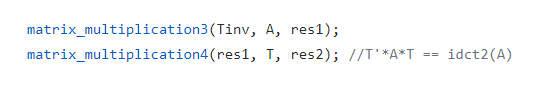 matrix_multiplication3(Tinv, A, res1);
matrix_multiplication4(res1, T, res2); //T'*A*T == idct2(A)